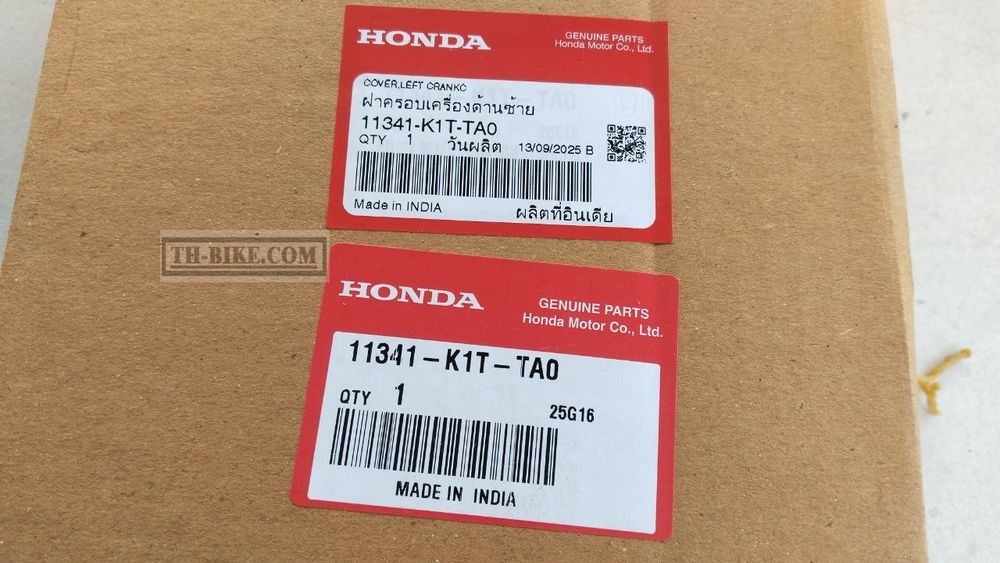 HONDA
GENUINE PARTS
Honda Motor Co., Ltd.
COVER,LEFT CRANKC
ฝาครอบเครื่องด้านซ้าย
11341-K1T-TA0
QTY 1 วันผลิต 13/09/2025 B
Made in INDIA ผลิตที่อินเดีย
TH-BIKE.COM
HONDA
GENUINE PARTS
Honda Motor Co., Ltd.
11341-K1T-TA0
QTY 1 25G16
MADE IN INDIA